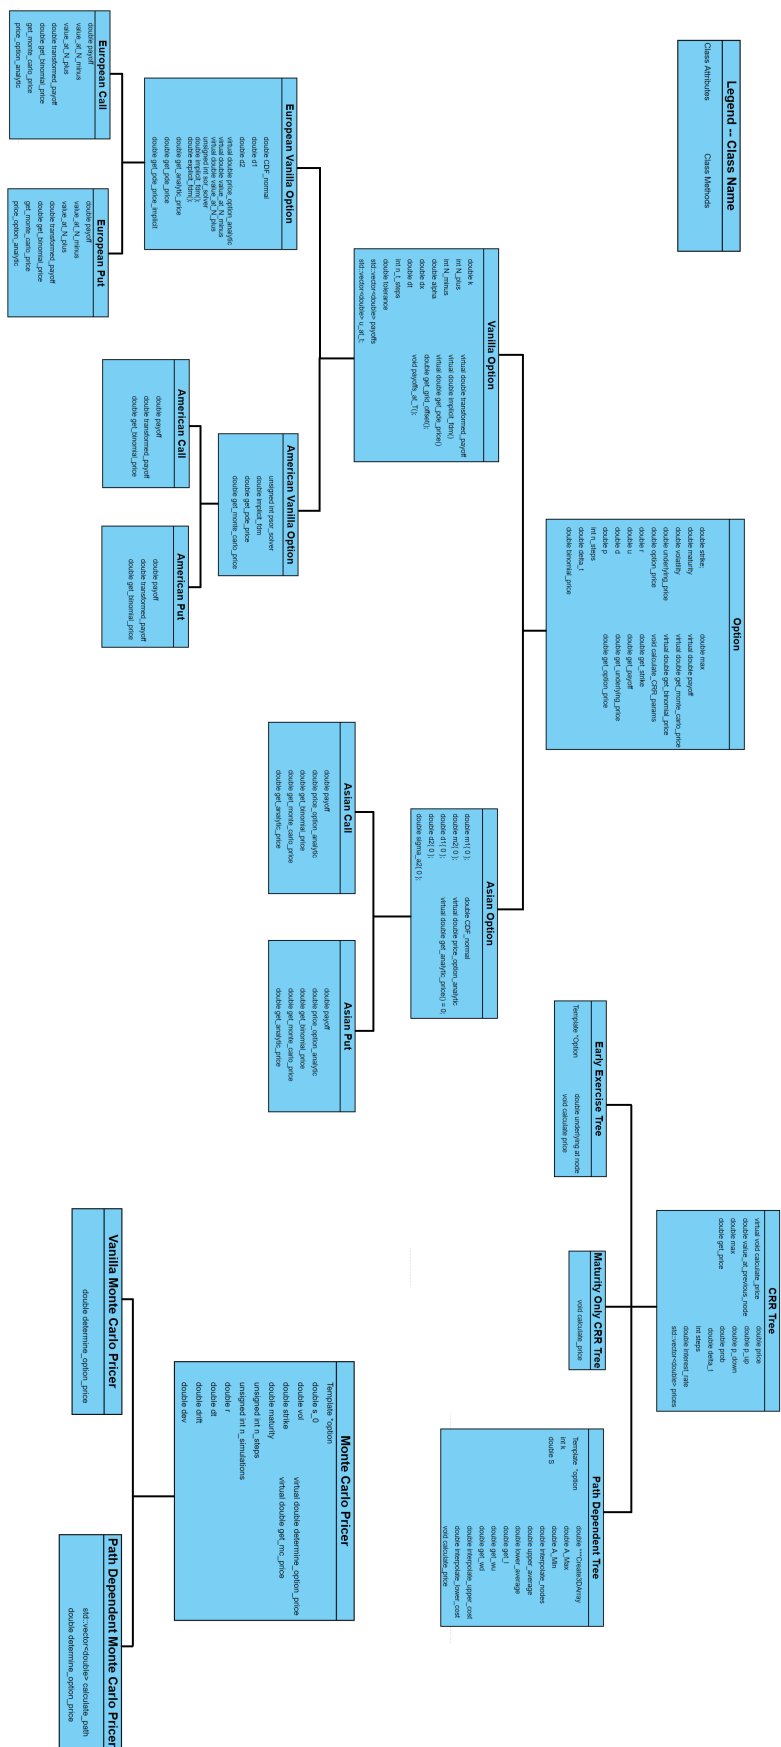 Legend -- Class Name
Class Attributes
Class Methods
Option
double strike;
double maturity
double volatility
double underlying_price
double option_price
double r
double u
double d
double p
int n_steps
double delta_t
double binomial_price
double max
virtual double payoff
virtual double get_monte_carlo_price
virtual double get_binomial_price
void calculate_CRR_params
double get_strike
double get_payoff
double get_underlying_price
double get_option_price
Vanilla Option
double k
int N_plus
int N_minus
double alpha
double dx
double dt
int n_t_steps
double tolerance
std::vector<double> payoffs
std::vector<double> u_at_t;
virtual double transformed_payoff
virtual double implicit_fdm()
virtual double get_pde_price()
double get_grid_offset();
void payoffs_at_T();
Asian Option
double m1( 0 );
double m2( 0 );
double d1( 0 );
double d2( 0 );
double sigma_a2( 0 );
double CDF_normal
virtual double price_option_analytic
virtual double get_analytic_price() = 0;
European Vanilla Option
double CDF_normal
double d1
double d2
virtual double price_option_analytic
virtual double value_at_N_minus
virtual double value_at_N_plus
unsigned int sor_solver
double implicit_fdm();
double explicit_fdm();
double get_analytic_price
double get_pde_price
double get_pde_price_implicit
American Vanilla Option
unsigned int psor_solver
double implicit_fdm
double get_pde_price
double get_monte_carlo_price
European Call
double payoff
value_at_N_minus
value_at_N_plus
double transformed_payoff
double get_binomial_price
get_monte_carlo_price
price_option_analytic
European Put
double payoff
value_at_N_minus
value_at_N_plus
double transformed_payoff
double get_binomial_price
get_monte_carlo_price
price_option_analytic
American Call
double payoff
double transformed_payoff
double get_binomial_price
American Put
double payoff
double transformed_payoff
double get_binomial_price
Asian Call
double payoff
double price_option_analytic
double get_binomial_price
double get_monte_carlo_price
double get_analytic_price
Asian Put
double payoff
double price_option_analytic
double get_binomial_price
double get_monte_carlo_price
double get_analytic_price
CRR Tree
virtual void calculate_price
double value_at_previous_node
double max
double get_price
double price
double p_up
double p_down
double prob
double delta_t
int steps
double interest_rate
std::vector<double> prices
Early Exercise Tree
Template *Option
double underlying at node
void calculate price
Maturity Only CRR Tree
void calculate_price
Path Dependent Tree
Template *option
int k
double S
double ***Create3DArray
double A_Max
double A_Min
double interpolate_nodes
double upper_average
double lower_average
double get_l
double get_wu
double get_wd
double interpolate_upper_cost
double interpolate_lower_cost
void calculate_price
Monte Carlo Pricer
Template *option
double s_0
double vol
double strike
double maturity
unsigned int n_steps
unsigned int n_simulations
double r
double dt
double drift
double dev
virtual double determine_option_price
virtual double get_mc_price
Vanilla Monte Carlo Pricer
double determine_option_price
Path Dependent Monte Carlo Pricer
std::vector<double> calculate_path
double determine_option_price